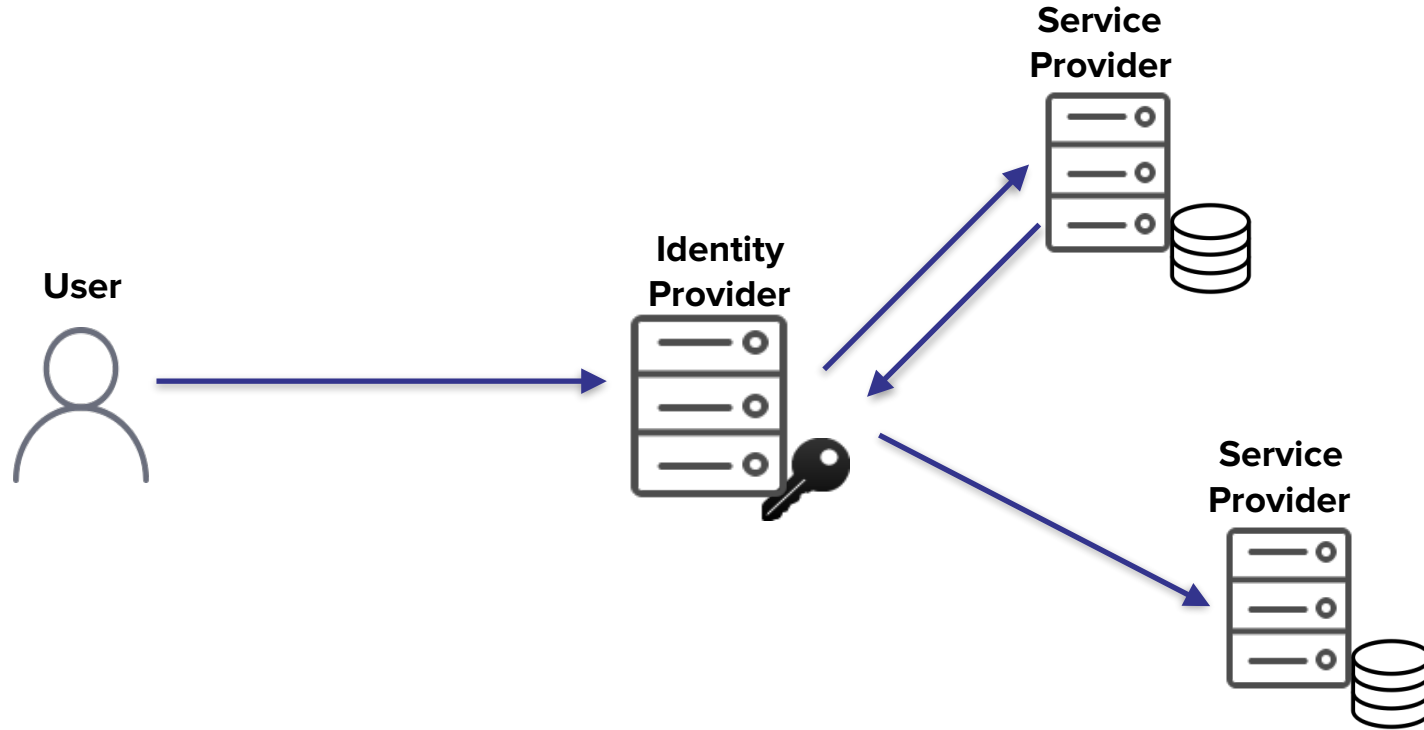 Service
Provider
Identity
Provider
User
Service
Provider